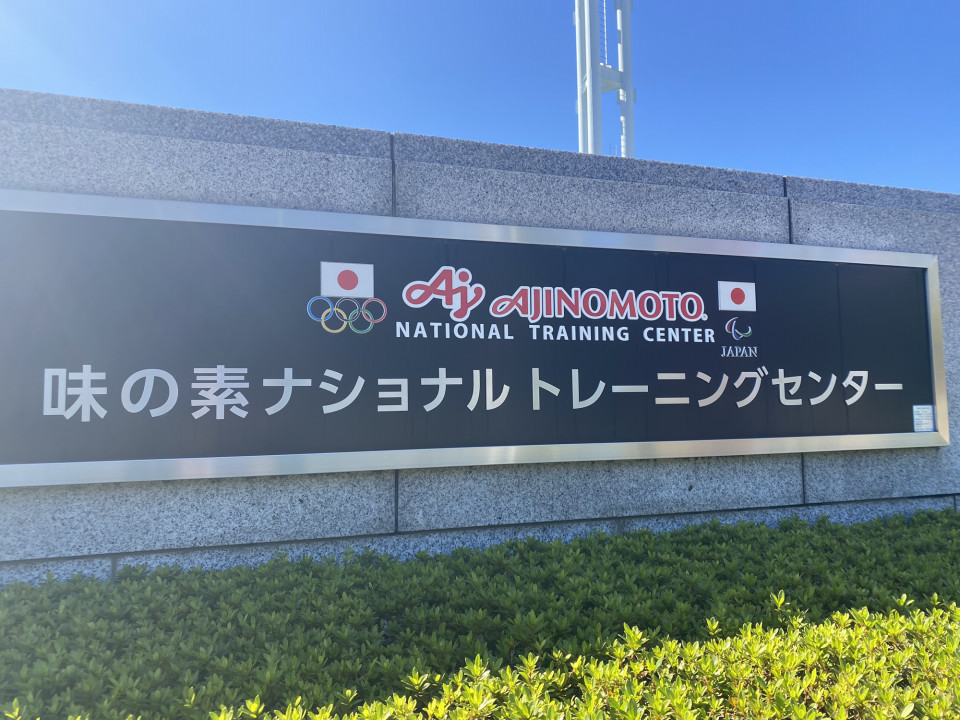 Aj AJINOMOTO®
NATIONAL TRAINING CENTER
JAPAN
味の素ナショナルトレーニングセンター